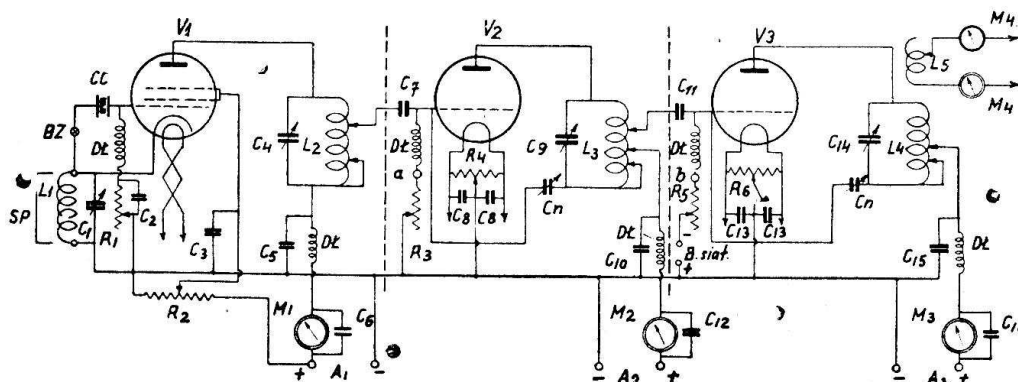 V1
V2
V3
M4
L5
M4
CC
BZ
Dł
L1
SP
C1
R1
C2
C3
R2
C4
L2
C5
Dł
M1
C6
+ A1 -
C7
Dł
a
R3
R4
C8 C8
C9
L3
Cn
C10
Dł
M2
C12
- A2 +
C11
Dł
b
R5
-
B. siat.
+
R6
C13 C13
C14
L4
Cn
C15
Dł
M3
- +